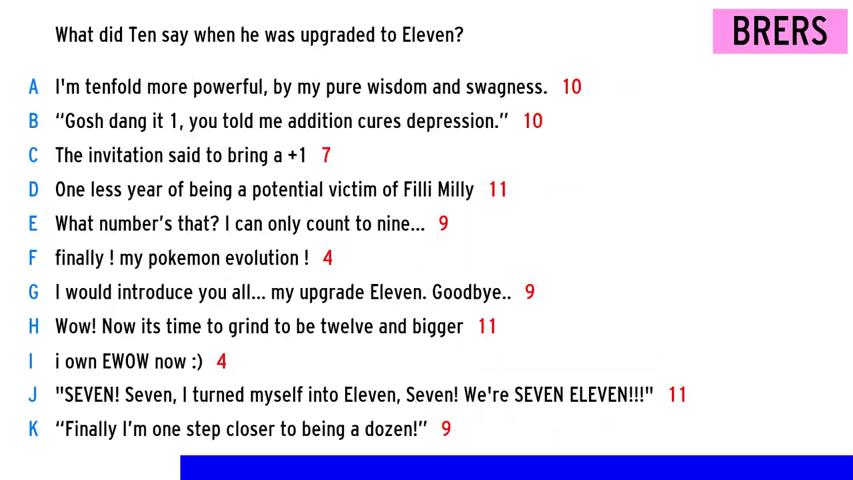 What did Ten say when he was upgraded to Eleven?
BRERS
A I'm tenfold more powerful, by my pure wisdom and swagness. 10
B “Gosh dang it 1, you told me addition cures depression.” 10
C The invitation said to bring a +1 7
D One less year of being a potential victim of Filli Milly 11
E What number’s that? I can only count to nine... 9
F finally ! my pokemon evolution ! 4
G I would introduce you all... my upgrade Eleven. Goodbye.. 9
H Wow! Now its time to grind to be twelve and bigger 11
I i own EWOW now :) 4
J "SEVEN! Seven, I turned myself into Eleven, Seven! We're SEVEN ELEVEN!!!" 11
K “Finally I’m one step closer to being a dozen!” 9